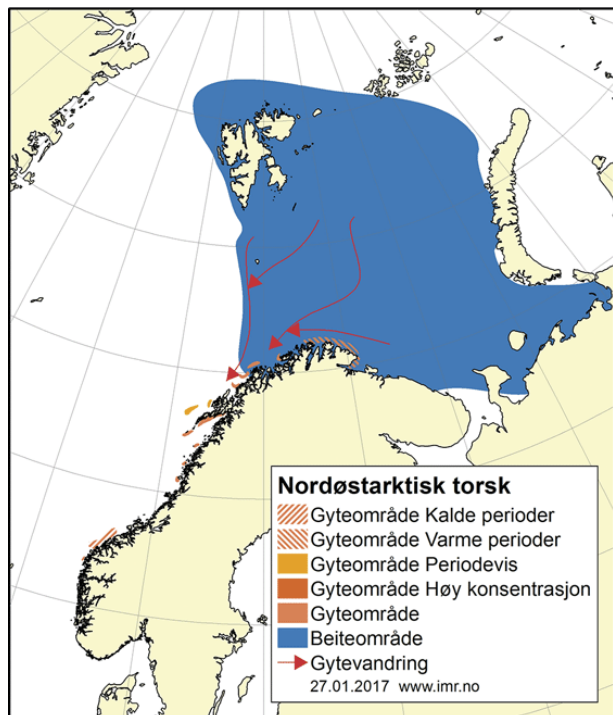 Nordøstarktisk torsk
Gyteområde Kalde perioder
Gyteområde Varme perioder
Gyteområde Periodevis
Gyteområde Høy konsentrasjon
Gyteområde
Beiteområde
Gytevandring
27.01.2017 www.imr.no